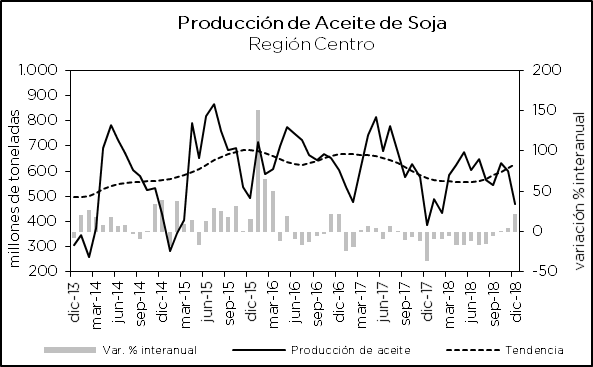 Producción de Aceite de Soja
Región Centro
millones de toneladas
1.000
900
800
700
600
500
400
300
200
200
150
100
50
0
-50
variación % interanual
dic-13
mar-14
jun-14
sep-14
dic-14
mar-15
jun-15
sep-15
dic-15
mar-16
jun-16
sep-16
dic-16
mar-17
jun-17
sep-17
dic-17
mar-18
jun-18
sep-18
dic-18
Var. % interanual
Producción de aceite
Tendencia